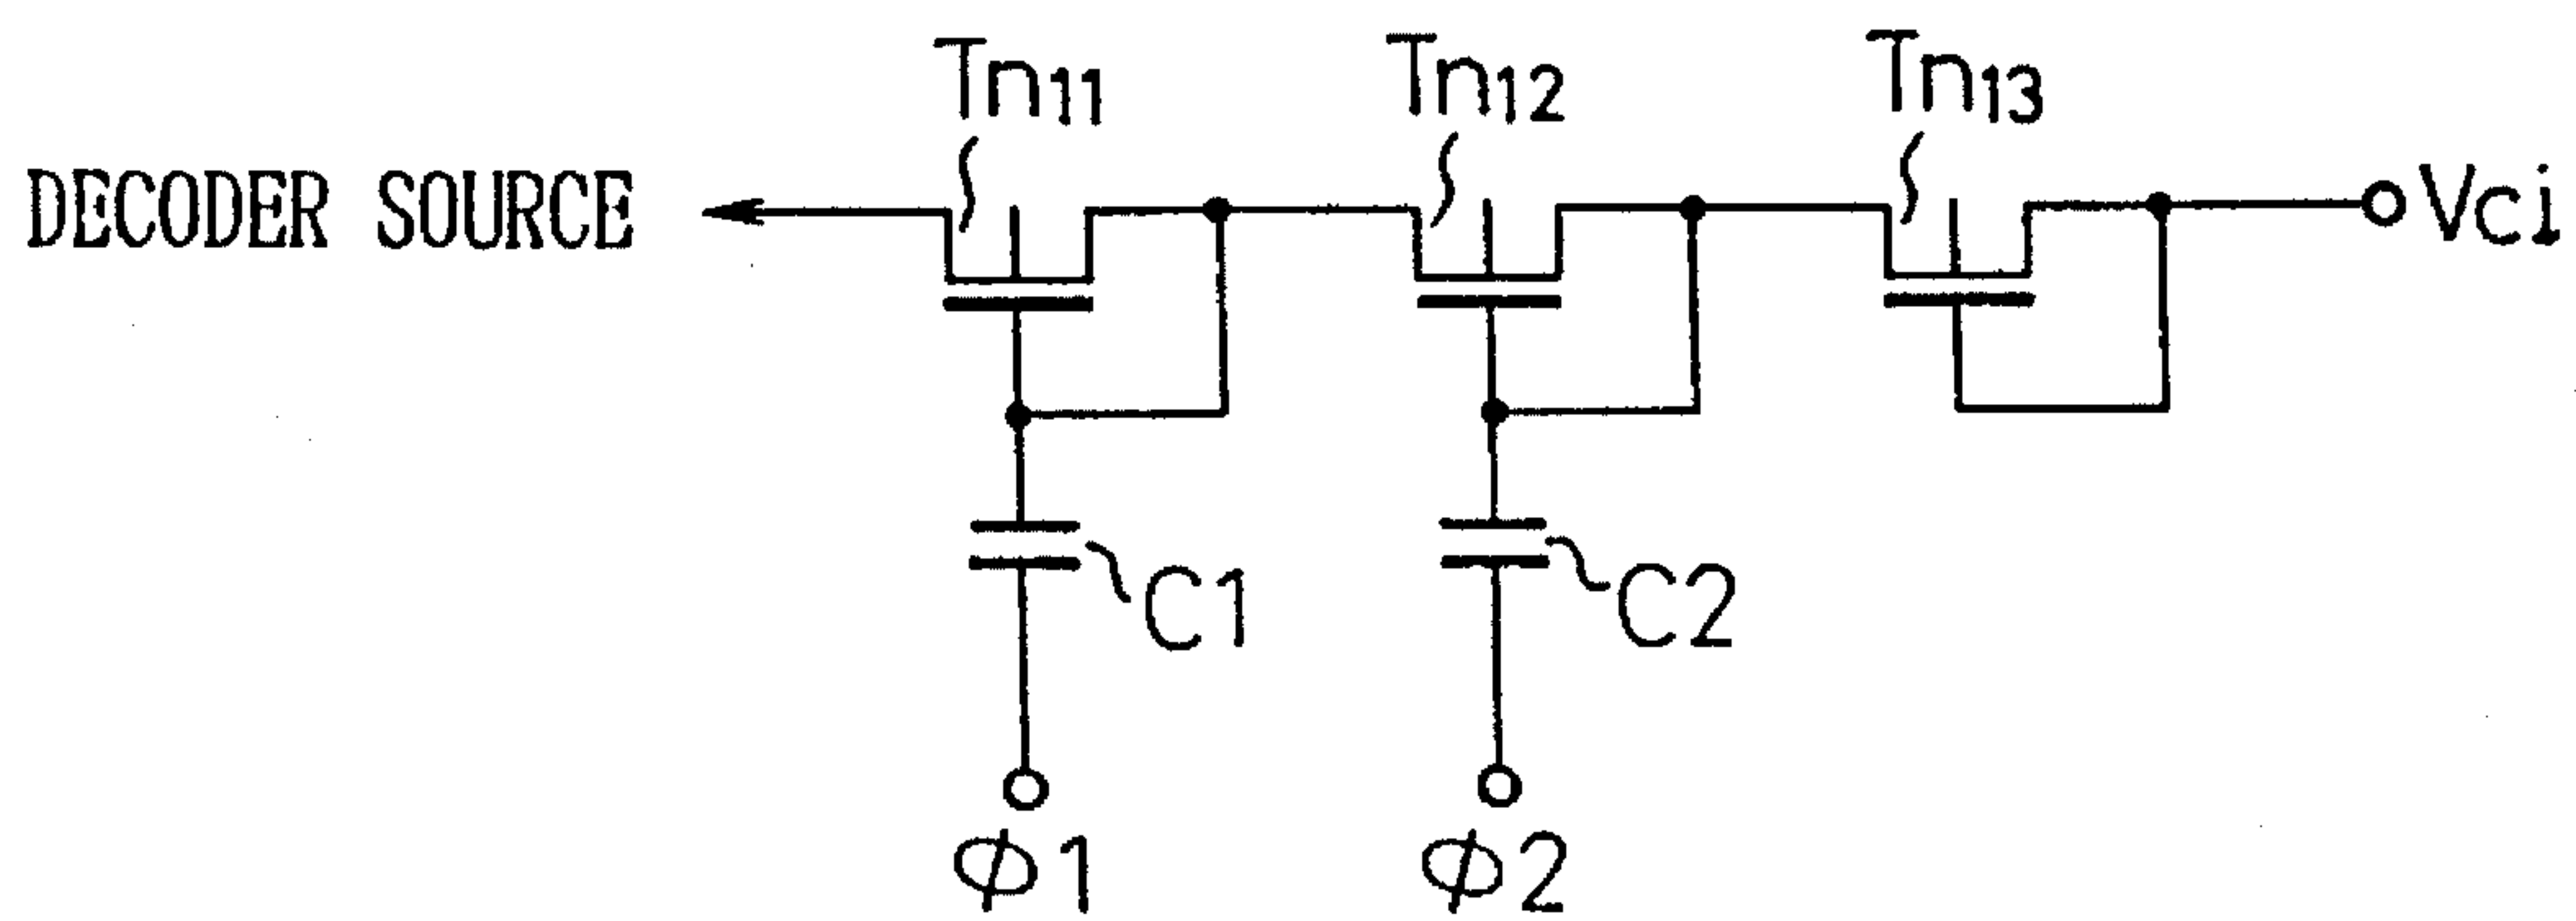 Tn11
Tn12
Tn13
DECODER SOURCE
Vci
C1
C2
φ1
φ2